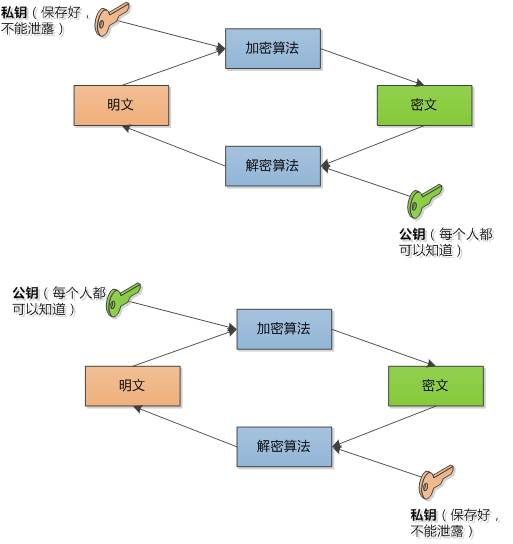 私钥（保存好，
不能泄露）
加密算法
明文
密文
解密算法
公钥（每个人都
可以知道）
公钥（每个人都
可以知道）
加密算法
明文
密文
解密算法
私钥（保存好，
不能泄露）